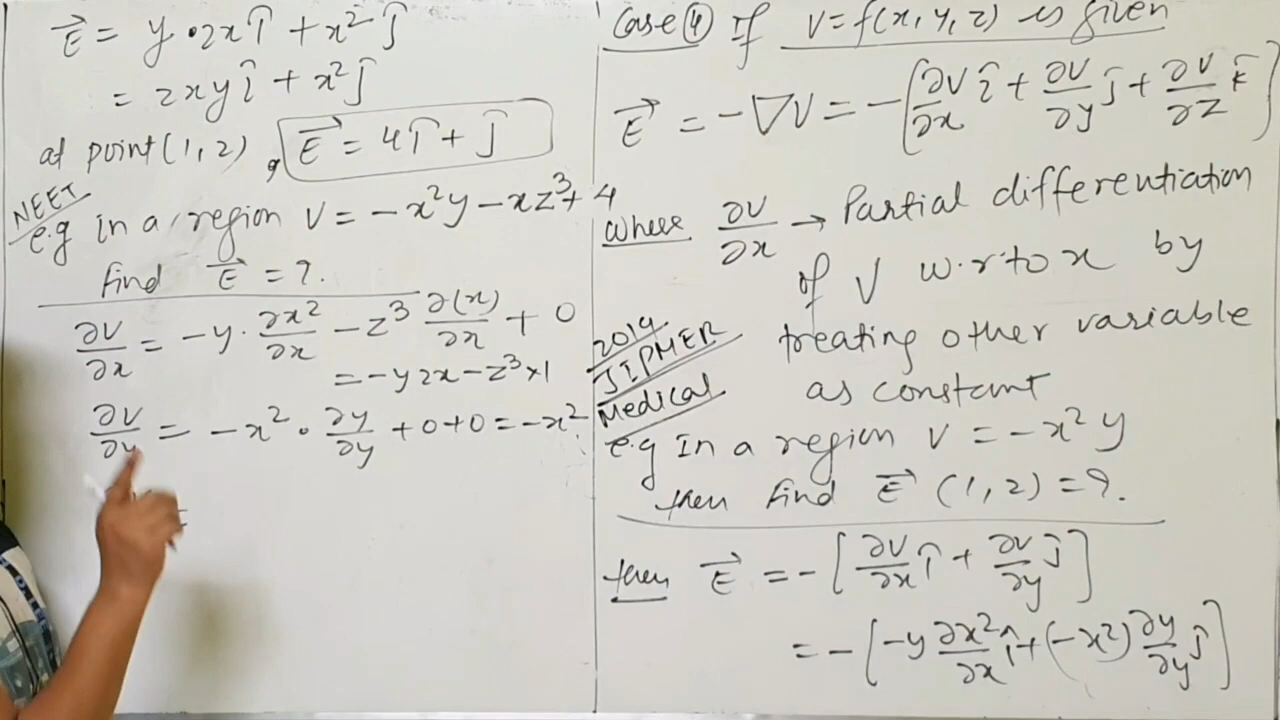 E⃗ = y·2x î + x² ĵ
= 2xy î + x² ĵ
at point (1, 2), E⃗ = 4î + ĵ
NEET
e.g in a region V = -x²y - xz³ + 4
find E⃗ = ?.
∂V/∂x = -y·∂x²/∂x - z³ ∂(x)/∂x + 0
= -y2x - z³×1
∂V/∂y = -x²·∂y/∂y + 0 + 0 = -x²
Case ④ If V = f(x, y, z) is given
E⃗ = -∇V = -[∂V/∂x î + ∂V/∂y ĵ + ∂V/∂z k̂]
where ∂V/∂x → Partial differentiation
of V w.r.to x by
treating other variable
as constant
2019
JIPMER
Medical
e.g In a region V = -x²y
then find E⃗ (1, 2) = ?.
then E⃗ = -[∂V/∂x î + ∂V/∂y ĵ]
= -[-y ∂x²/∂x î + (-x²) ∂y/∂y ĵ]